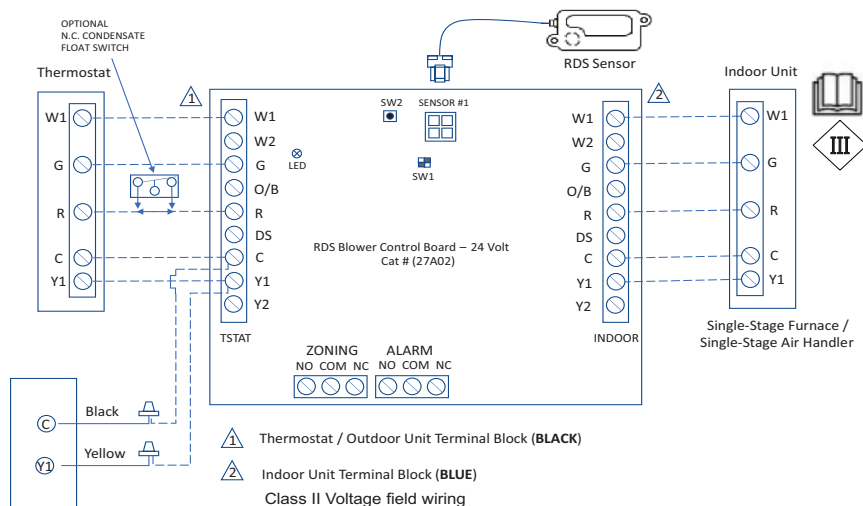 OPTIONAL
N.C. CONDENSATE
FLOAT SWITCH
RDS Sensor
Thermostat
Indoor Unit
1
2
SW2
SENSOR #1
W1
G
R
C
Y1
W1
W2
G
O/B
R
DS
C
Y1
Y2
TSTAT
LED
SW1
RDS Blower Control Board – 24 Volt
Cat # (27A02)
W1
W2
G
O/B
R
DS
C
Y1
Y2
INDOOR
W1
G
R
C
Y1
III
Single-Stage Furnace /
Single-Stage Air Handler
ZONING
NO COM NC
ALARM
NO COM NC
C
Black
Y1
Yellow
1 Thermostat / Outdoor Unit Terminal Block (BLACK)
2 Indoor Unit Terminal Block (BLUE)
Class II Voltage field wiring